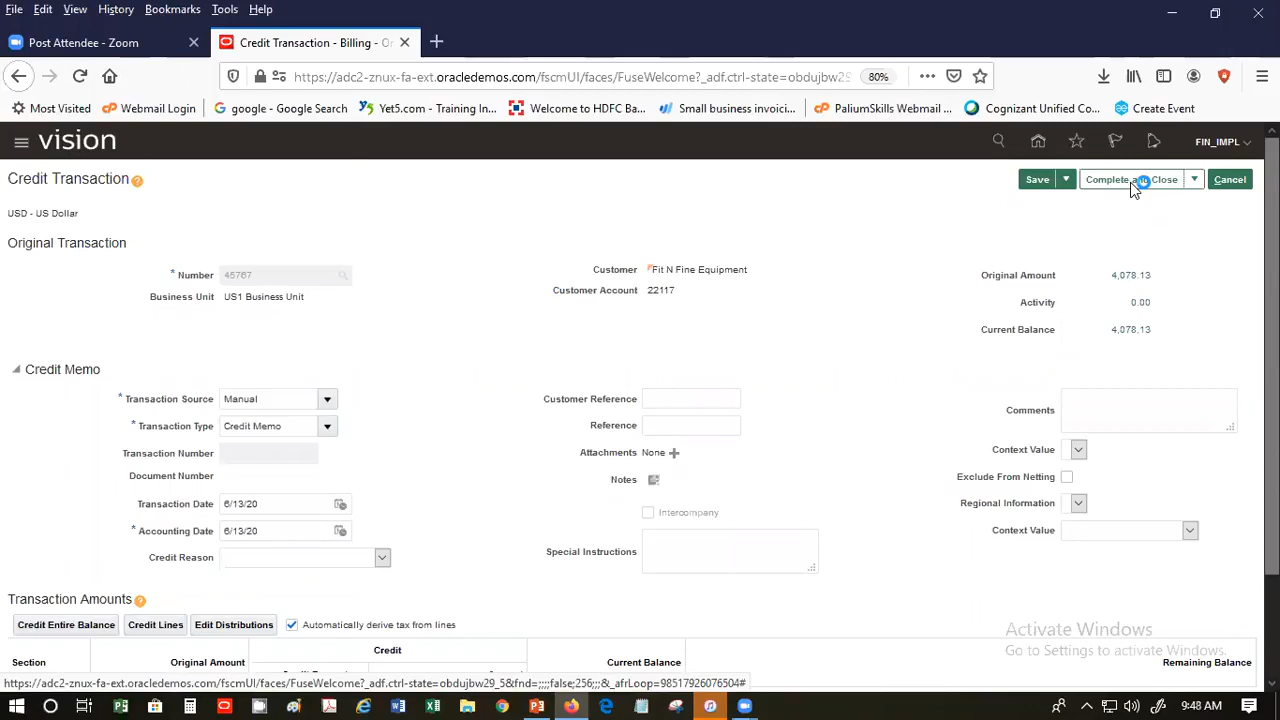 File Edit View History Bookmarks Tools Help
Post Attendee - Zoom
Credit Transaction - Billing - Or
https://adc2-znux-fa-ext.oracledemos.com/fscmUI/faces/FuseWelcome?_adf.ctrl-state=obdujbw29
80%
Most Visited Webmail Login google - Google Search Yet5.com - Training In... Welcome to HDFC Ba... Small business invoici... PaliumSkills Webmail ... Cognizant Unified Co... Create Event
vision
FIN_IMPL
Credit Transaction
Save Complete and Close Cancel
USD - US Dollar
Original Transaction
* Number 45787 Customer Fit N Fine Equipment Original Amount 4,078.13
Business Unit US1 Business Unit Customer Account 22117 Activity 0.00
Current Balance 4,078.13
Credit Memo
* Transaction Source Manual Customer Reference Comments
* Transaction Type Credit Memo Reference
Transaction Number Attachments None Context Value
Document Number Notes Exclude From Netting
Transaction Date 6/13/20 Intercompany Regional Information
* Accounting Date 6/13/20 Special Instructions Context Value
Credit Reason
Transaction Amounts
Credit Entire Balance Credit Lines Edit Distributions Automatically derive tax from lines
Activate Windows
Go to Settings to activate Windows.
Credit
Section Original Amount Current Balance Remaining Balance
https://adc2-znux-fa-ext.oracledemos.com/fscmUI/faces/FuseWelcome?_adf.ctrl-state=obdujbw29_5&fnd=;;;;false;256;;;&_afrLoop=98517926076504#
9:48 AM